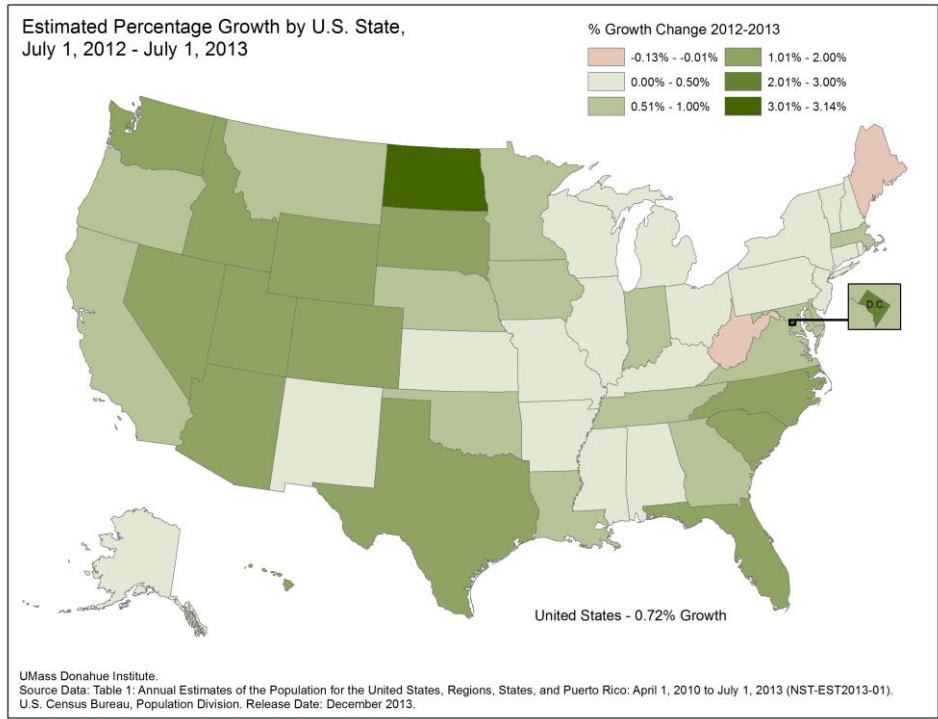 Estimated Percentage Growth by U.S. State,
July 1, 2012 - July 1, 2013
% Growth Change 2012-2013
-0.13% - -0.01%
0.00% - 0.50%
0.51% - 1.00%
1.01% - 2.00%
2.01% - 3.00%
3.01% - 3.14%
D.C.
United States - 0.72% Growth
UMass Donahue Institute.
Source Data: Table 1: Annual Estimates of the Population for the United States, Regions, States, and Puerto Rico: April 1, 2010 to July 1, 2013 (NST-EST2013-01).
U.S. Census Bureau, Population Division. Release Date: December 2013.